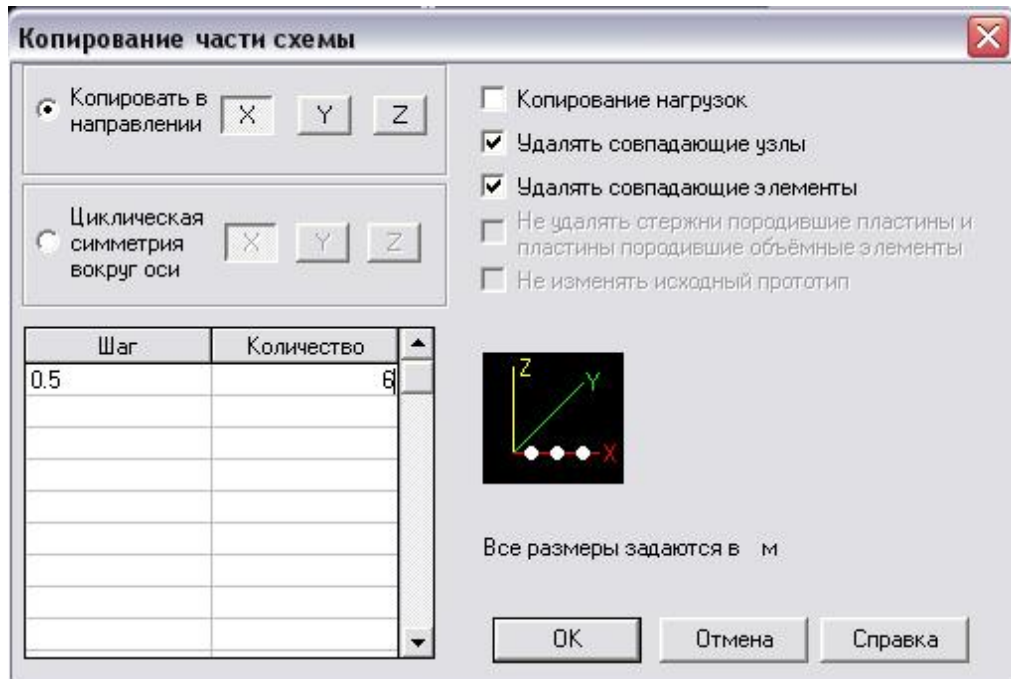 Копирование части схемы
Копировать в
направлении
X Y Z
Циклическая
симметрия
вокруг оси
X Y Z
Копирование нагрузок
Удалять совпадающие узлы
Удалять совпадающие элементы
Не удалять стержни породившие пластины и
пластины породившие объёмные элементы
Не изменять исходный прототип
Шаг Количество
0.5 6
Z
Y
X
Все размеры задаются в м
OK Отмена Справка